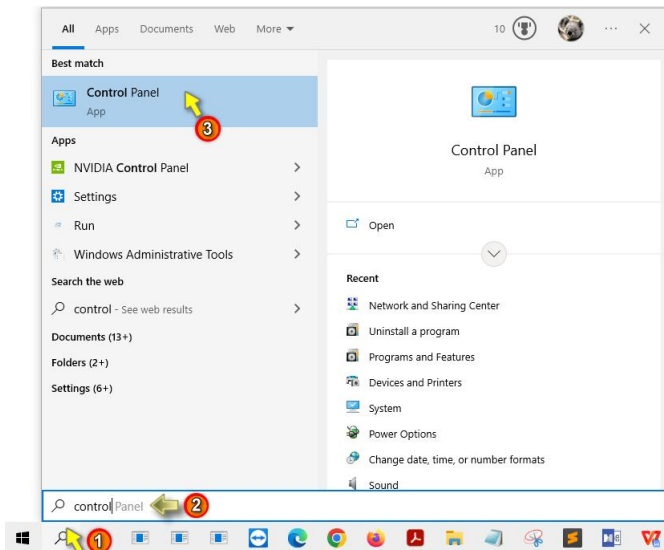 All Apps Documents Web More 10
Best match
Control Panel
App
3
Apps
NVIDIA Control Panel
Settings
Run
Windows Administrative Tools
Search the web
control - See web results
Documents (13+)
Folders (2+)
Settings (6+)
Control Panel
App
Open
Recent
Network and Sharing Center
Uninstall a program
Programs and Features
Devices and Printers
System
Power Options
Change date, time, or number formats
Sound
control Panel 2
1